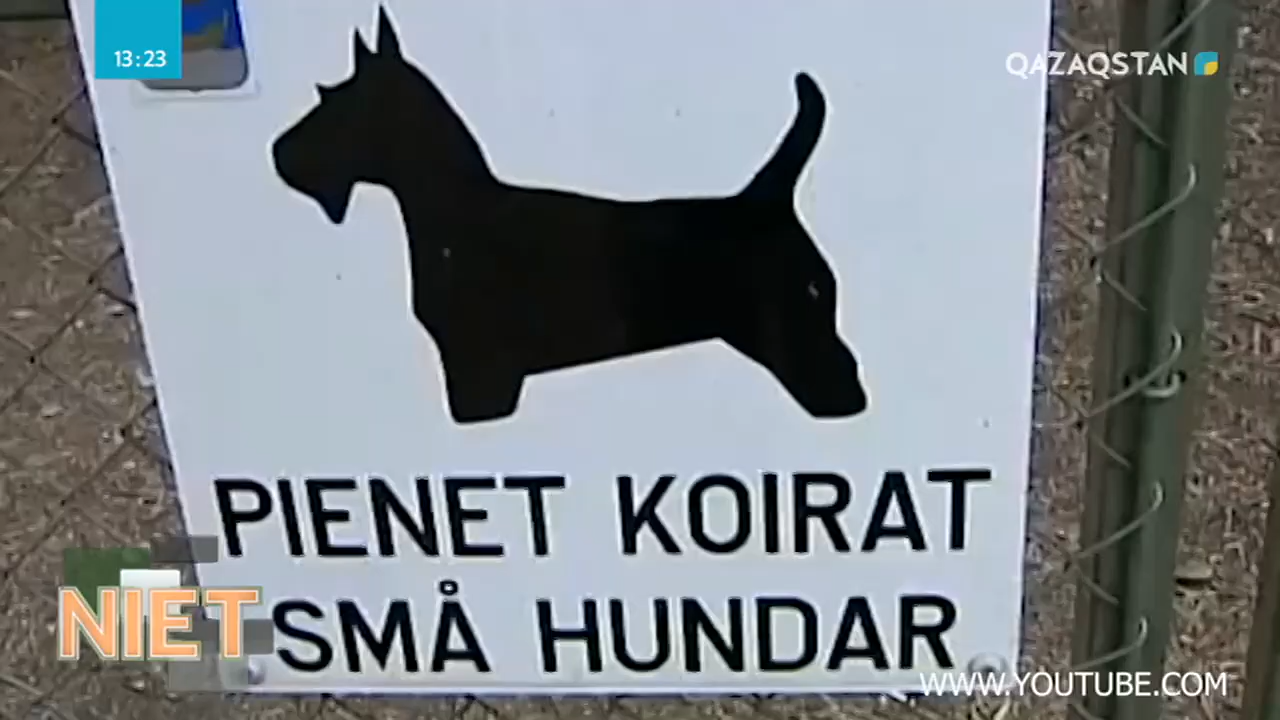 13:23
QAZAQSTAN
PIENET KOIRAT
SMÅ HUNDAR
NIET
WWW.YOUTUBE.COM